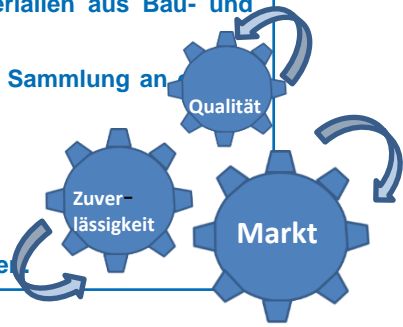 erialien aus Bau- und
Sammlung an
Qualität
Zuver-
lässigkeit
Markt